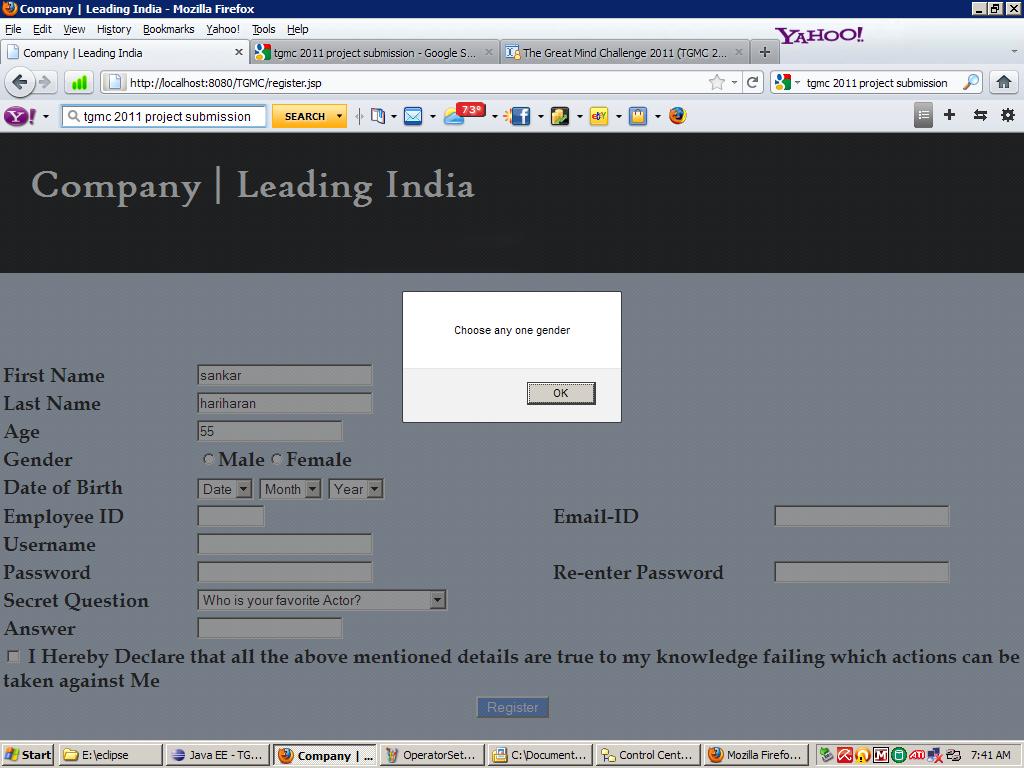 Company | Leading India - Mozilla Firefox
File Edit View History Bookmarks Yahoo! Tools Help
YAHOO!
Company | Leading India
tgmc 2011 project submission - Google S...
The Great Mind Challenge 2011 (TGMC 2...
http://localhost:8080/TGMC/register.jsp
tgmc 2011 project submission
Y! tgmc 2011 project submission SEARCH 73° ebY
Company | Leading India
Choose any one gender
OK
First Name sankar
Last Name hariharan
Age 55
Gender Male Female
Date of Birth Date Month Year
Employee ID Email-ID
Username
Password Re-enter Password
Secret Question Who is your favorite Actor?
Answer
I Hereby Declare that all the above mentioned details are true to my knowledge failing which actions can be
taken against Me
Register
Start E:\eclipse Java EE - TG... Company | ... OperatorSet... C:\Document... Control Cent... Mozilla Firefo... 7:41 AM